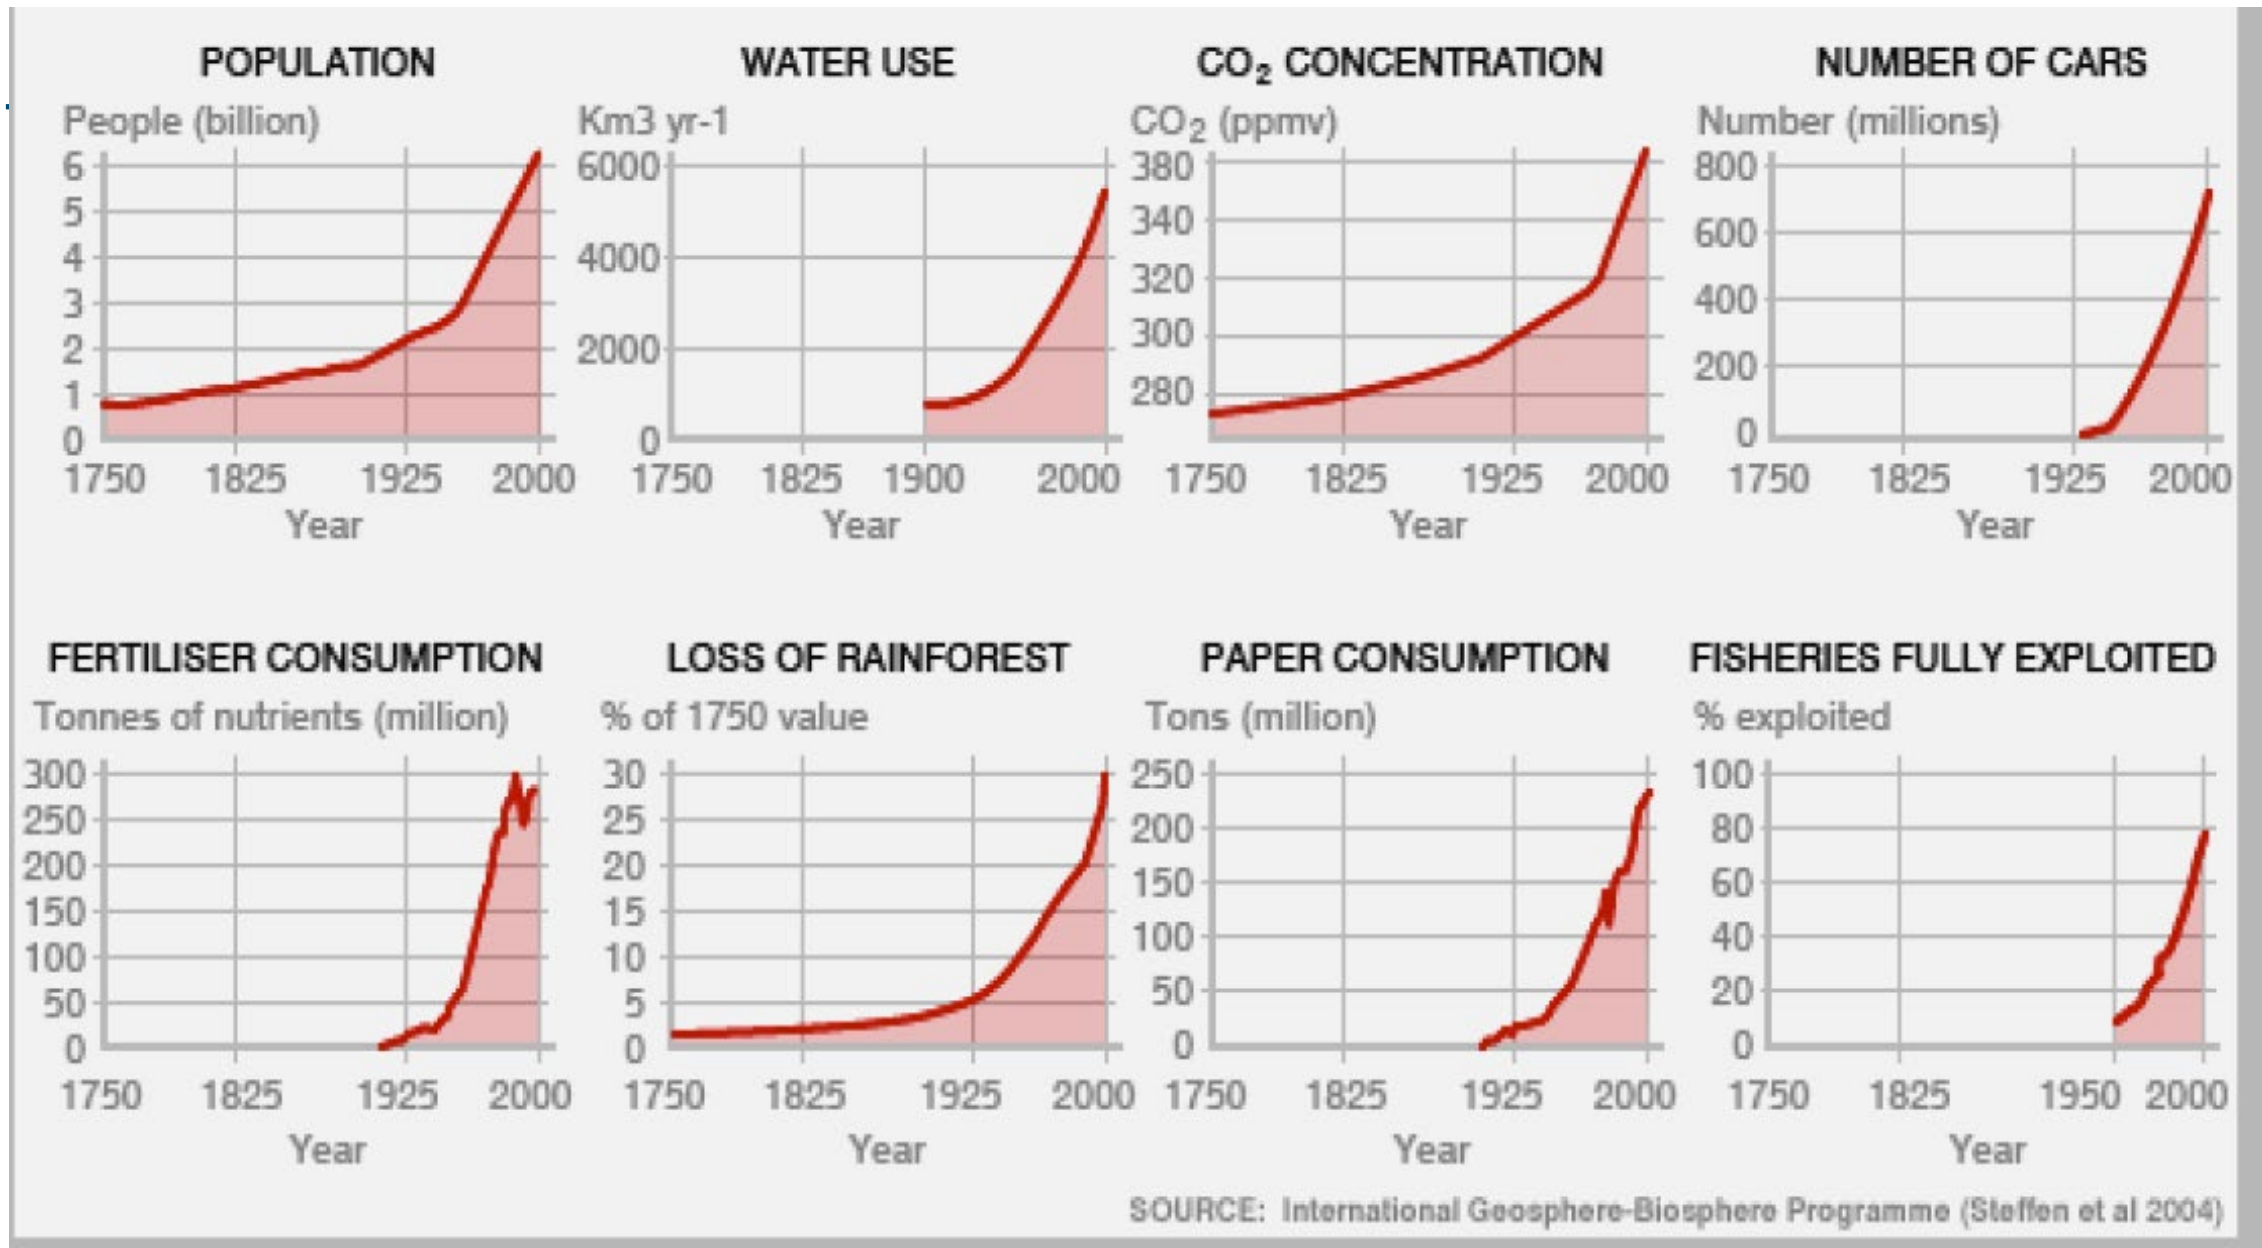 POPULATION
People (billion)
6
5
4
3
2
1
0
1750 1825 1925 2000
Year
WATER USE
Km3 yr-1
6000
4000
2000
0
1750 1825 1900 2000
Year
CO₂ CONCENTRATION
CO₂ (ppmv)
380
340
320
300
280
1750 1825 1925 2000
Year
NUMBER OF CARS
Number (millions)
800
600
400
200
0
1750 1825 1925 2000
Year
FERTILISER CONSUMPTION
Tonnes of nutrients (million)
300
250
200
150
100
50
0
1750 1825 1925 2000
Year
LOSS OF RAINFOREST
% of 1750 value
30
25
20
15
10
5
0
1750 1825 1925 2000
Year
PAPER CONSUMPTION
Tons (million)
250
200
150
100
50
0
1750 1825 1925 2000
Year
FISHERIES FULLY EXPLOITED
% exploited
100
80
60
40
20
0
1750 1825 1950 2000
Year
SOURCE: International Geosphere-Biosphere Programme (Steffen et al 2004)